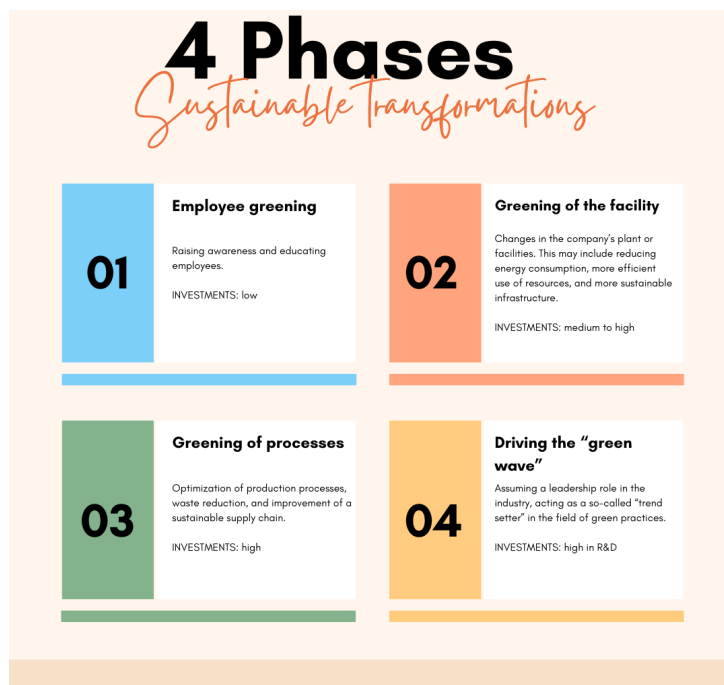 4 Phases
Sustainable Transformations
01
Employee greening
Raising awareness and educating
employees.
INVESTMENTS: low
02
Greening of the facility
Changes in the company's plant or
facilities. This may include reducing
energy consumption, more efficient
use of resources, and more sustainable
infrastructure.
INVESTMENTS: medium to high
03
Greening of processes
Optimization of production processes,
waste reduction, and improvement of a
sustainable supply chain.
INVESTMENTS: high
04
Driving the “green
wave”
Assuming a leadership role in the
industry, acting as a so-called “trend
setter” in the field of green practices.
INVESTMENTS: high in R&D